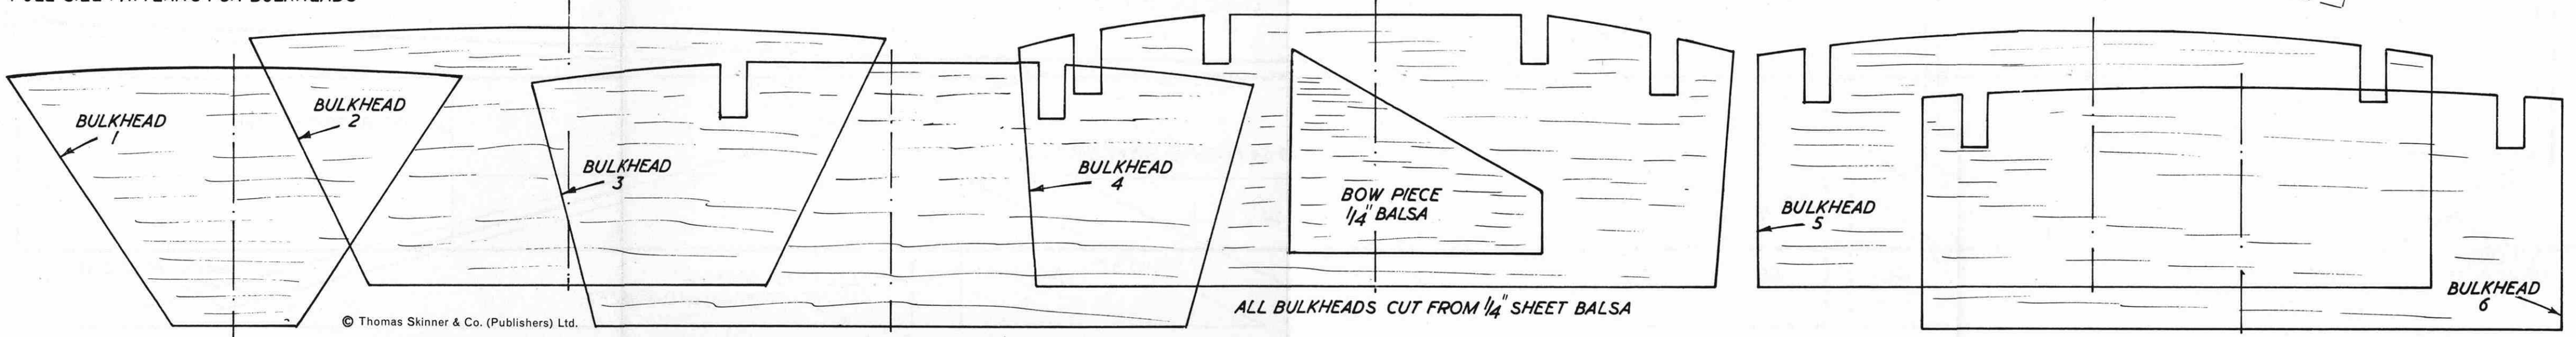 BULKHEAD
1
BULKHEAD
2
BULKHEAD
3
BULKHEAD
4
BOW PIECE
1/4" BALSA
BULKHEAD
5
BULKHEAD
6
© Thomas Skinner & Co. (Publishers) Ltd.
ALL BULKHEADS CUT FROM 1/4" SHEET BALSA